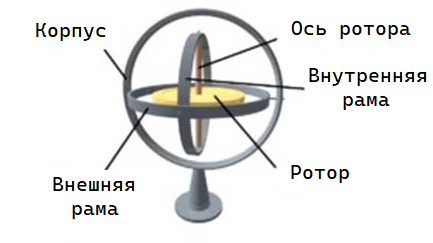 Корпус
Ось ротора
Внутренняя
рама
Ротор
Внешняя
рама